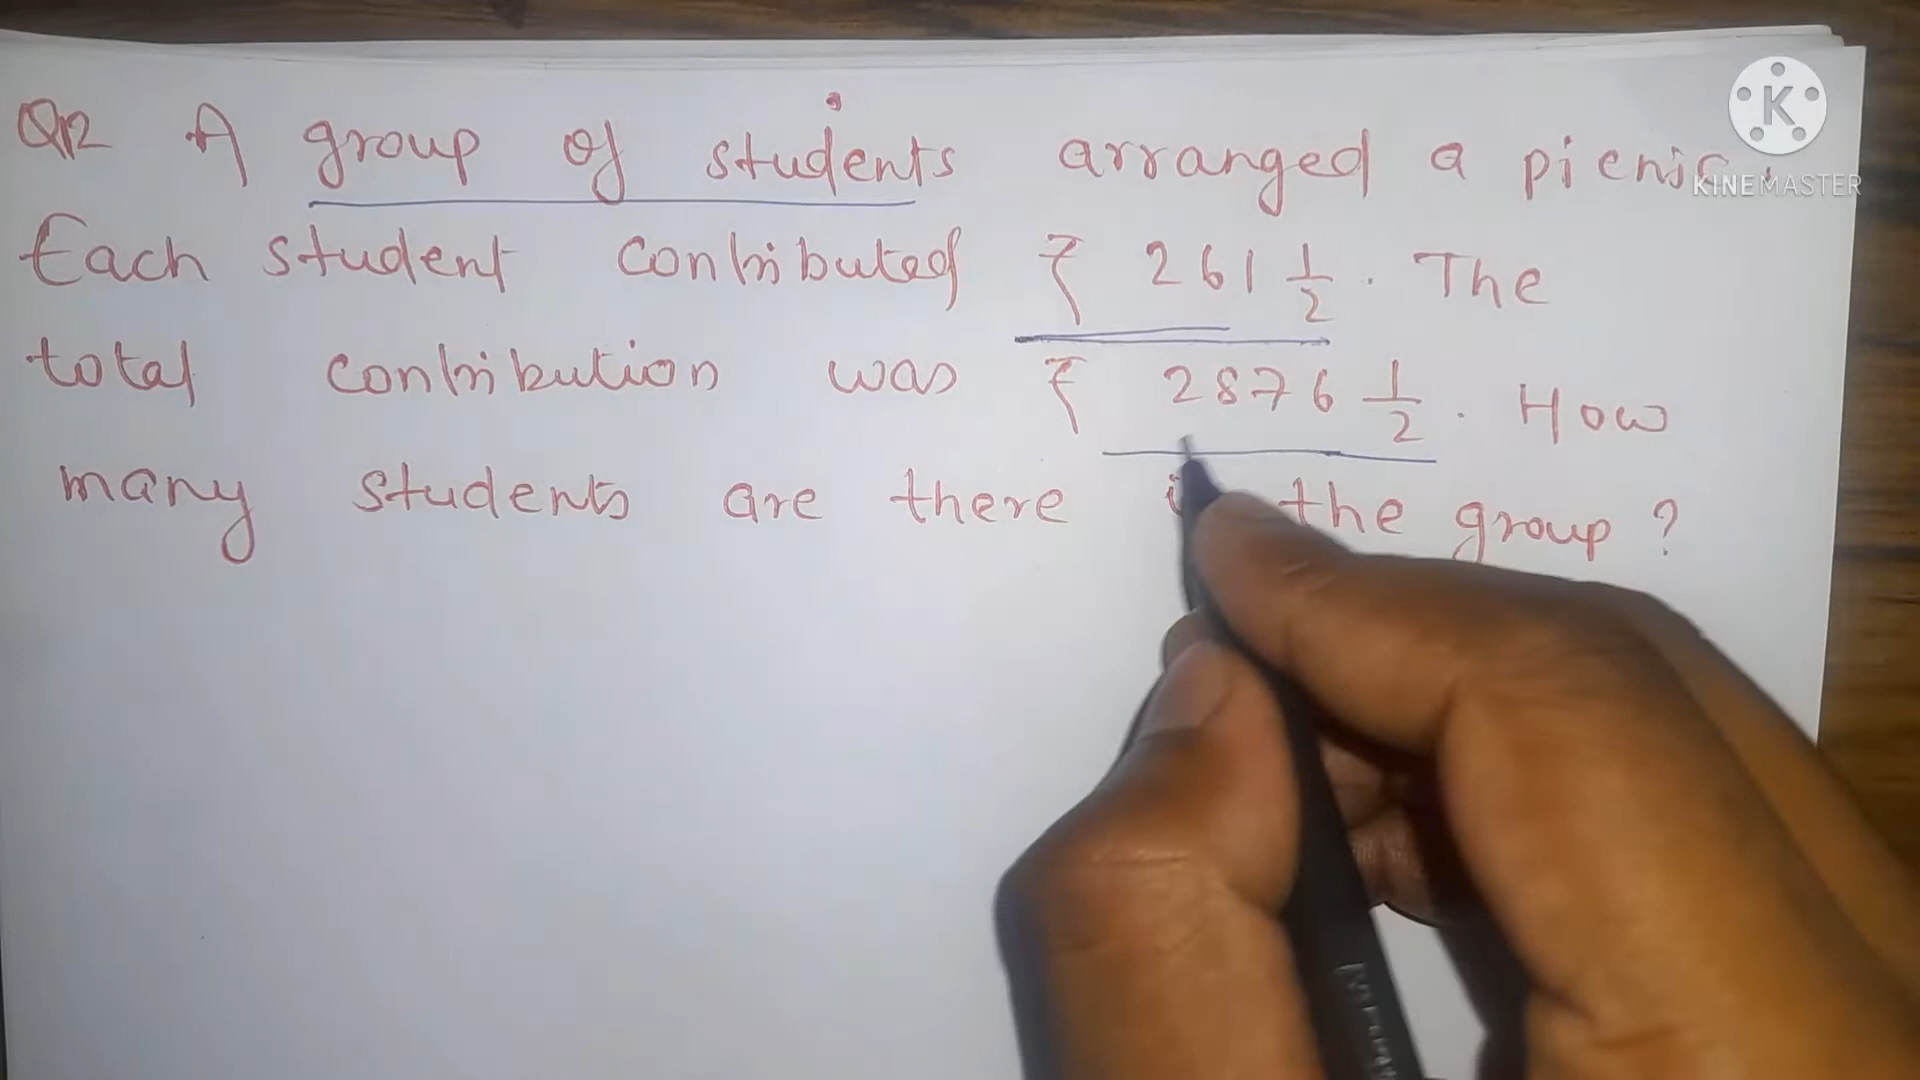 Q12 A group of students arranged a picnic.
Each student contributed ₹ 261 1/2. The
total contribution was ₹ 2876 1/2. How
many students are there the group?
K
KINEMASTER